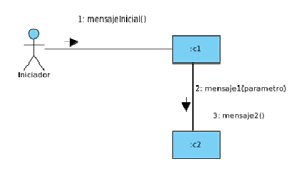 1: mensajeInicial()
:c1
Iniciador
2: mensaje1(parametro)
3: mensaje2()
:c2